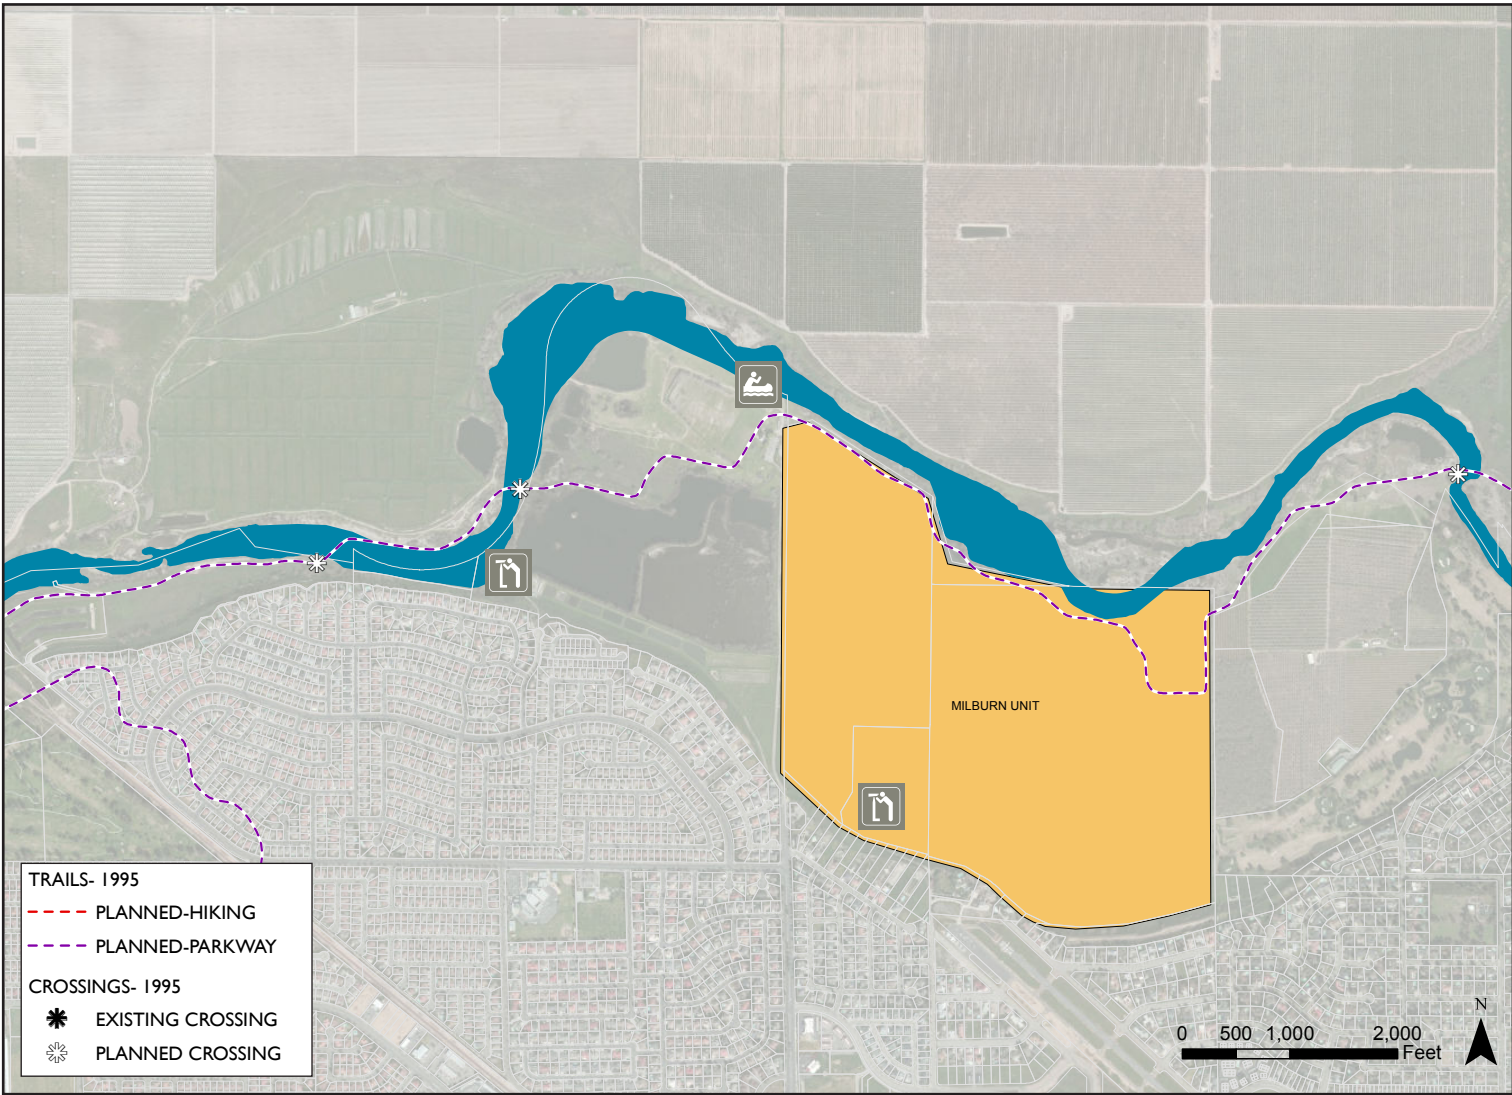 MILBURN UNIT
TRAILS- 1995
PLANNED-HIKING
PLANNED-PARKWAY
CROSSINGS- 1995
EXISTING CROSSING
PLANNED CROSSING
0 500 1,000 2,000
Feet
N